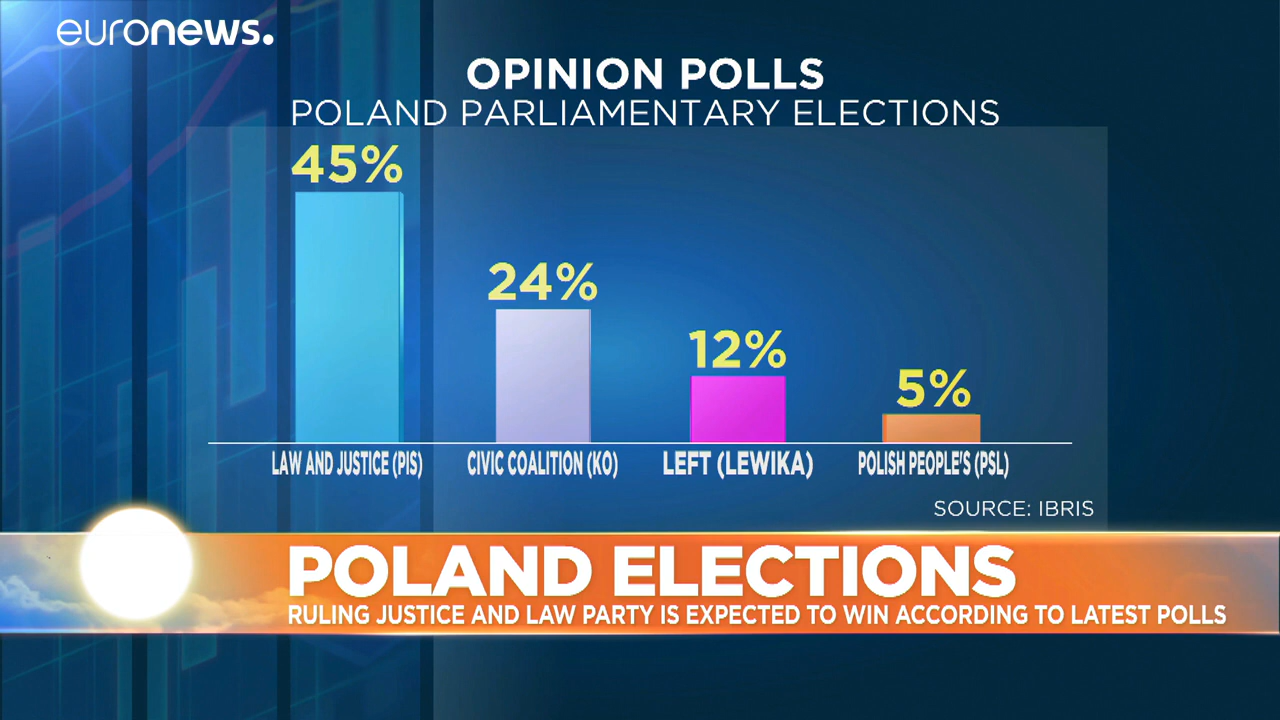 euronews.
OPINION POLLS
POLAND PARLIAMENTARY ELECTIONS
45%
24%
12%
5%
LAW AND JUSTICE (PIS)
CIVIC COALITION (KO)
LEFT (LEWIKA)
POLISH PEOPLE'S (PSL)
SOURCE: IBRIS
POLAND ELECTIONS
RULING JUSTICE AND LAW PARTY IS EXPECTED TO WIN ACCORDING TO LATEST POLLS